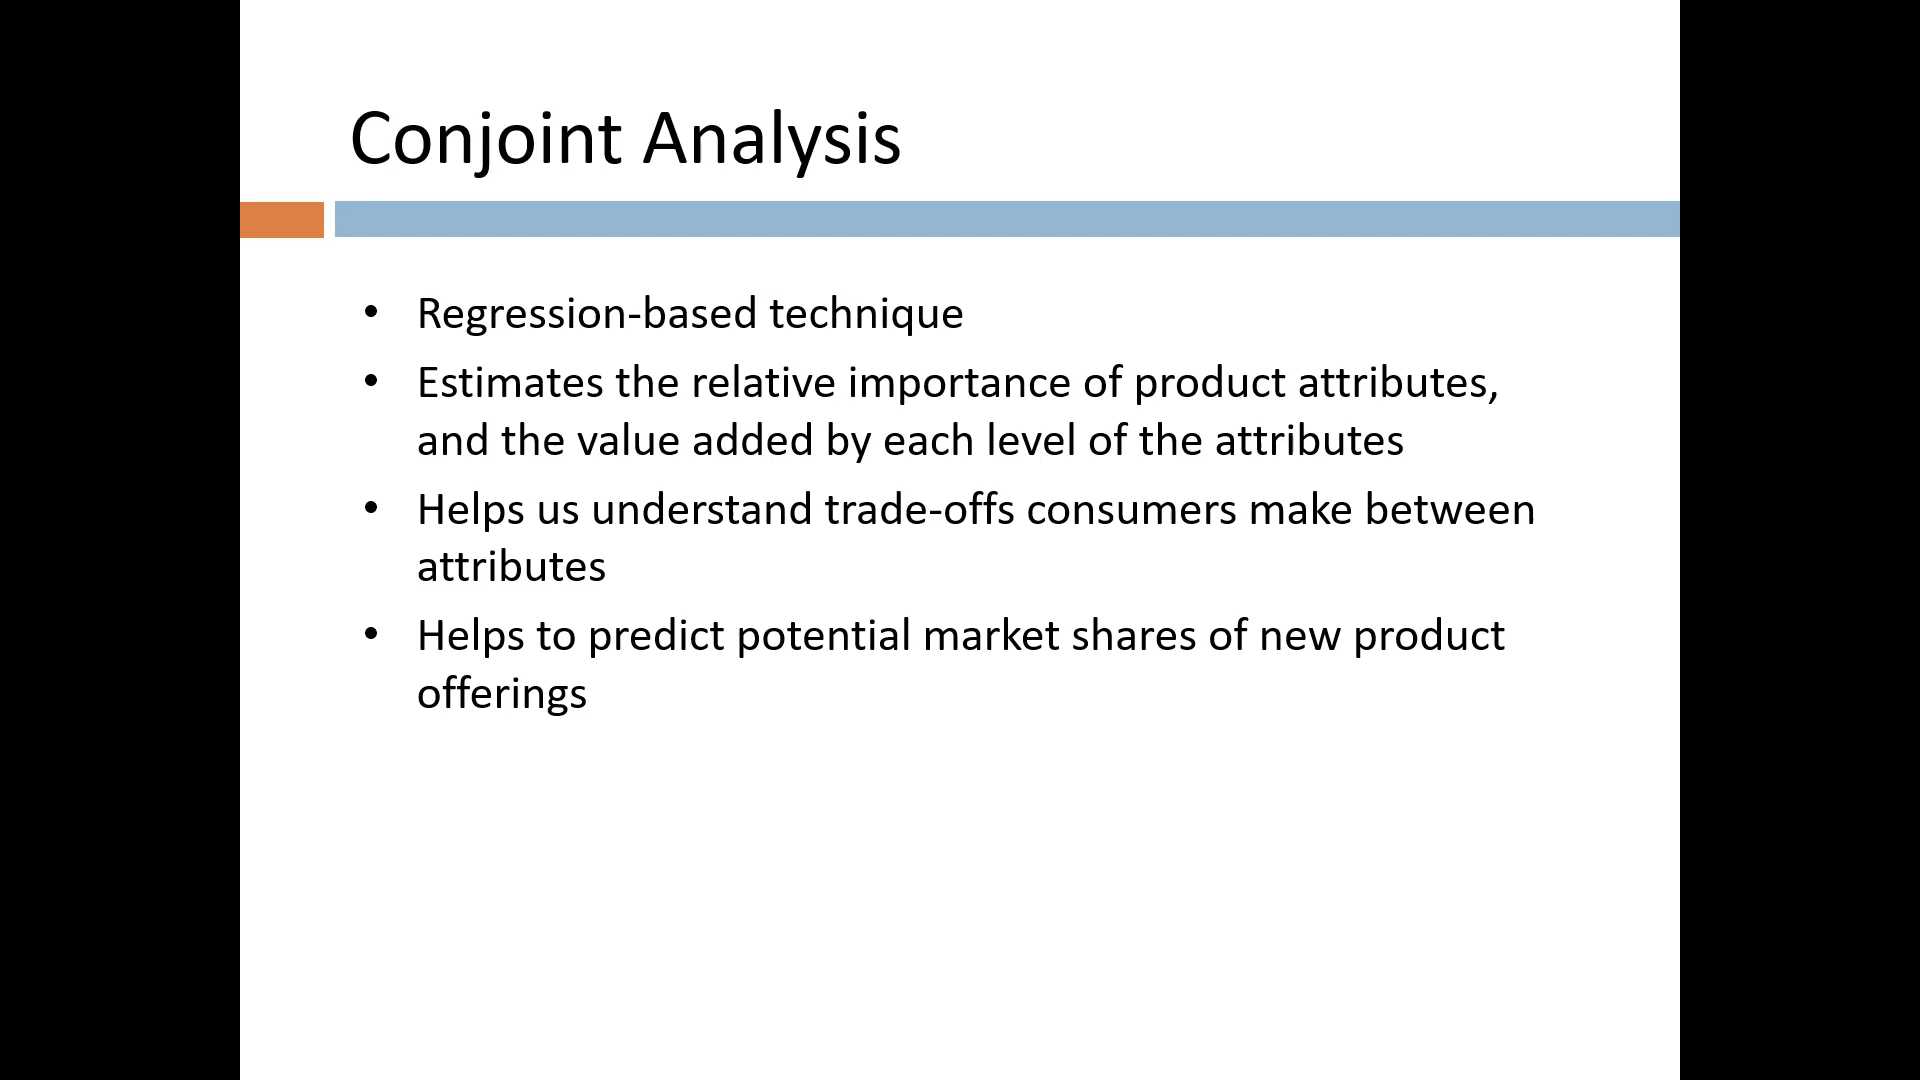 Conjoint Analysis
• Regression-based technique
• Estimates the relative importance of product attributes,
and the value added by each level of the attributes
• Helps us understand trade-offs consumers make between
attributes
• Helps to predict potential market shares of new product
offerings